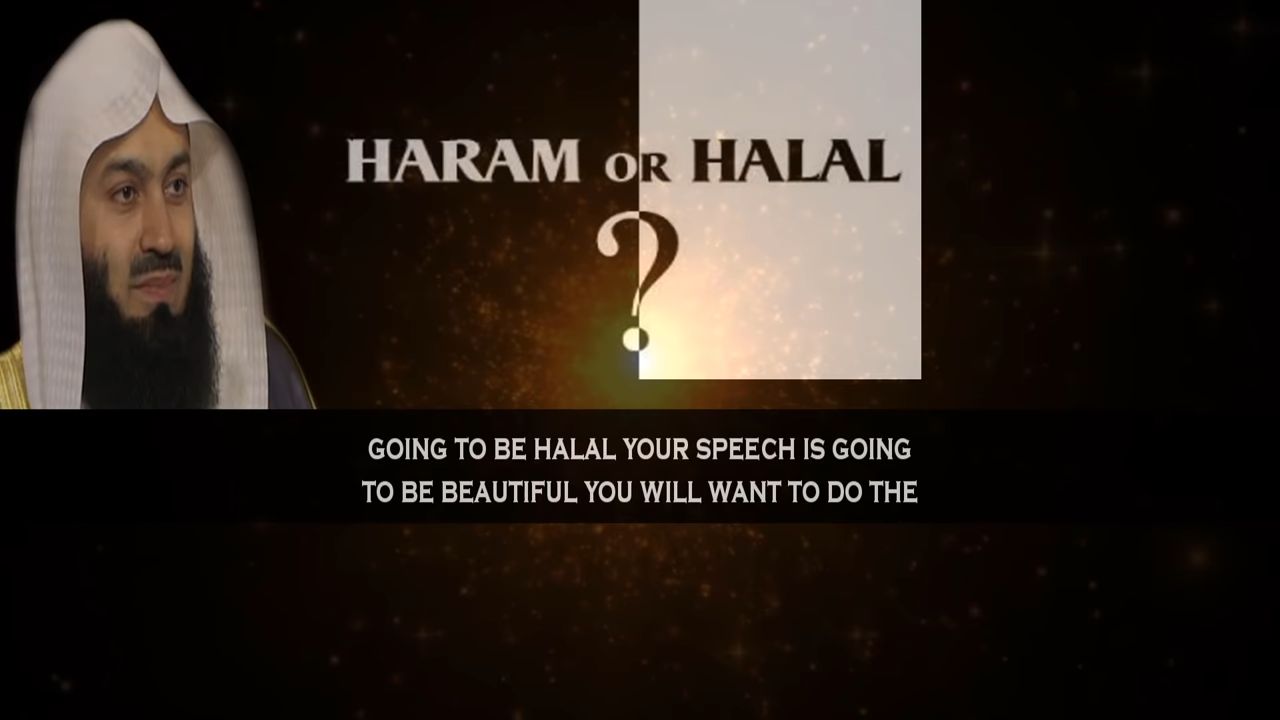 HARAM OR HALAL
?
GOING TO BE HALAL YOUR SPEECH IS GOING
TO BE BEAUTIFUL YOU WILL WANT TO DO THE